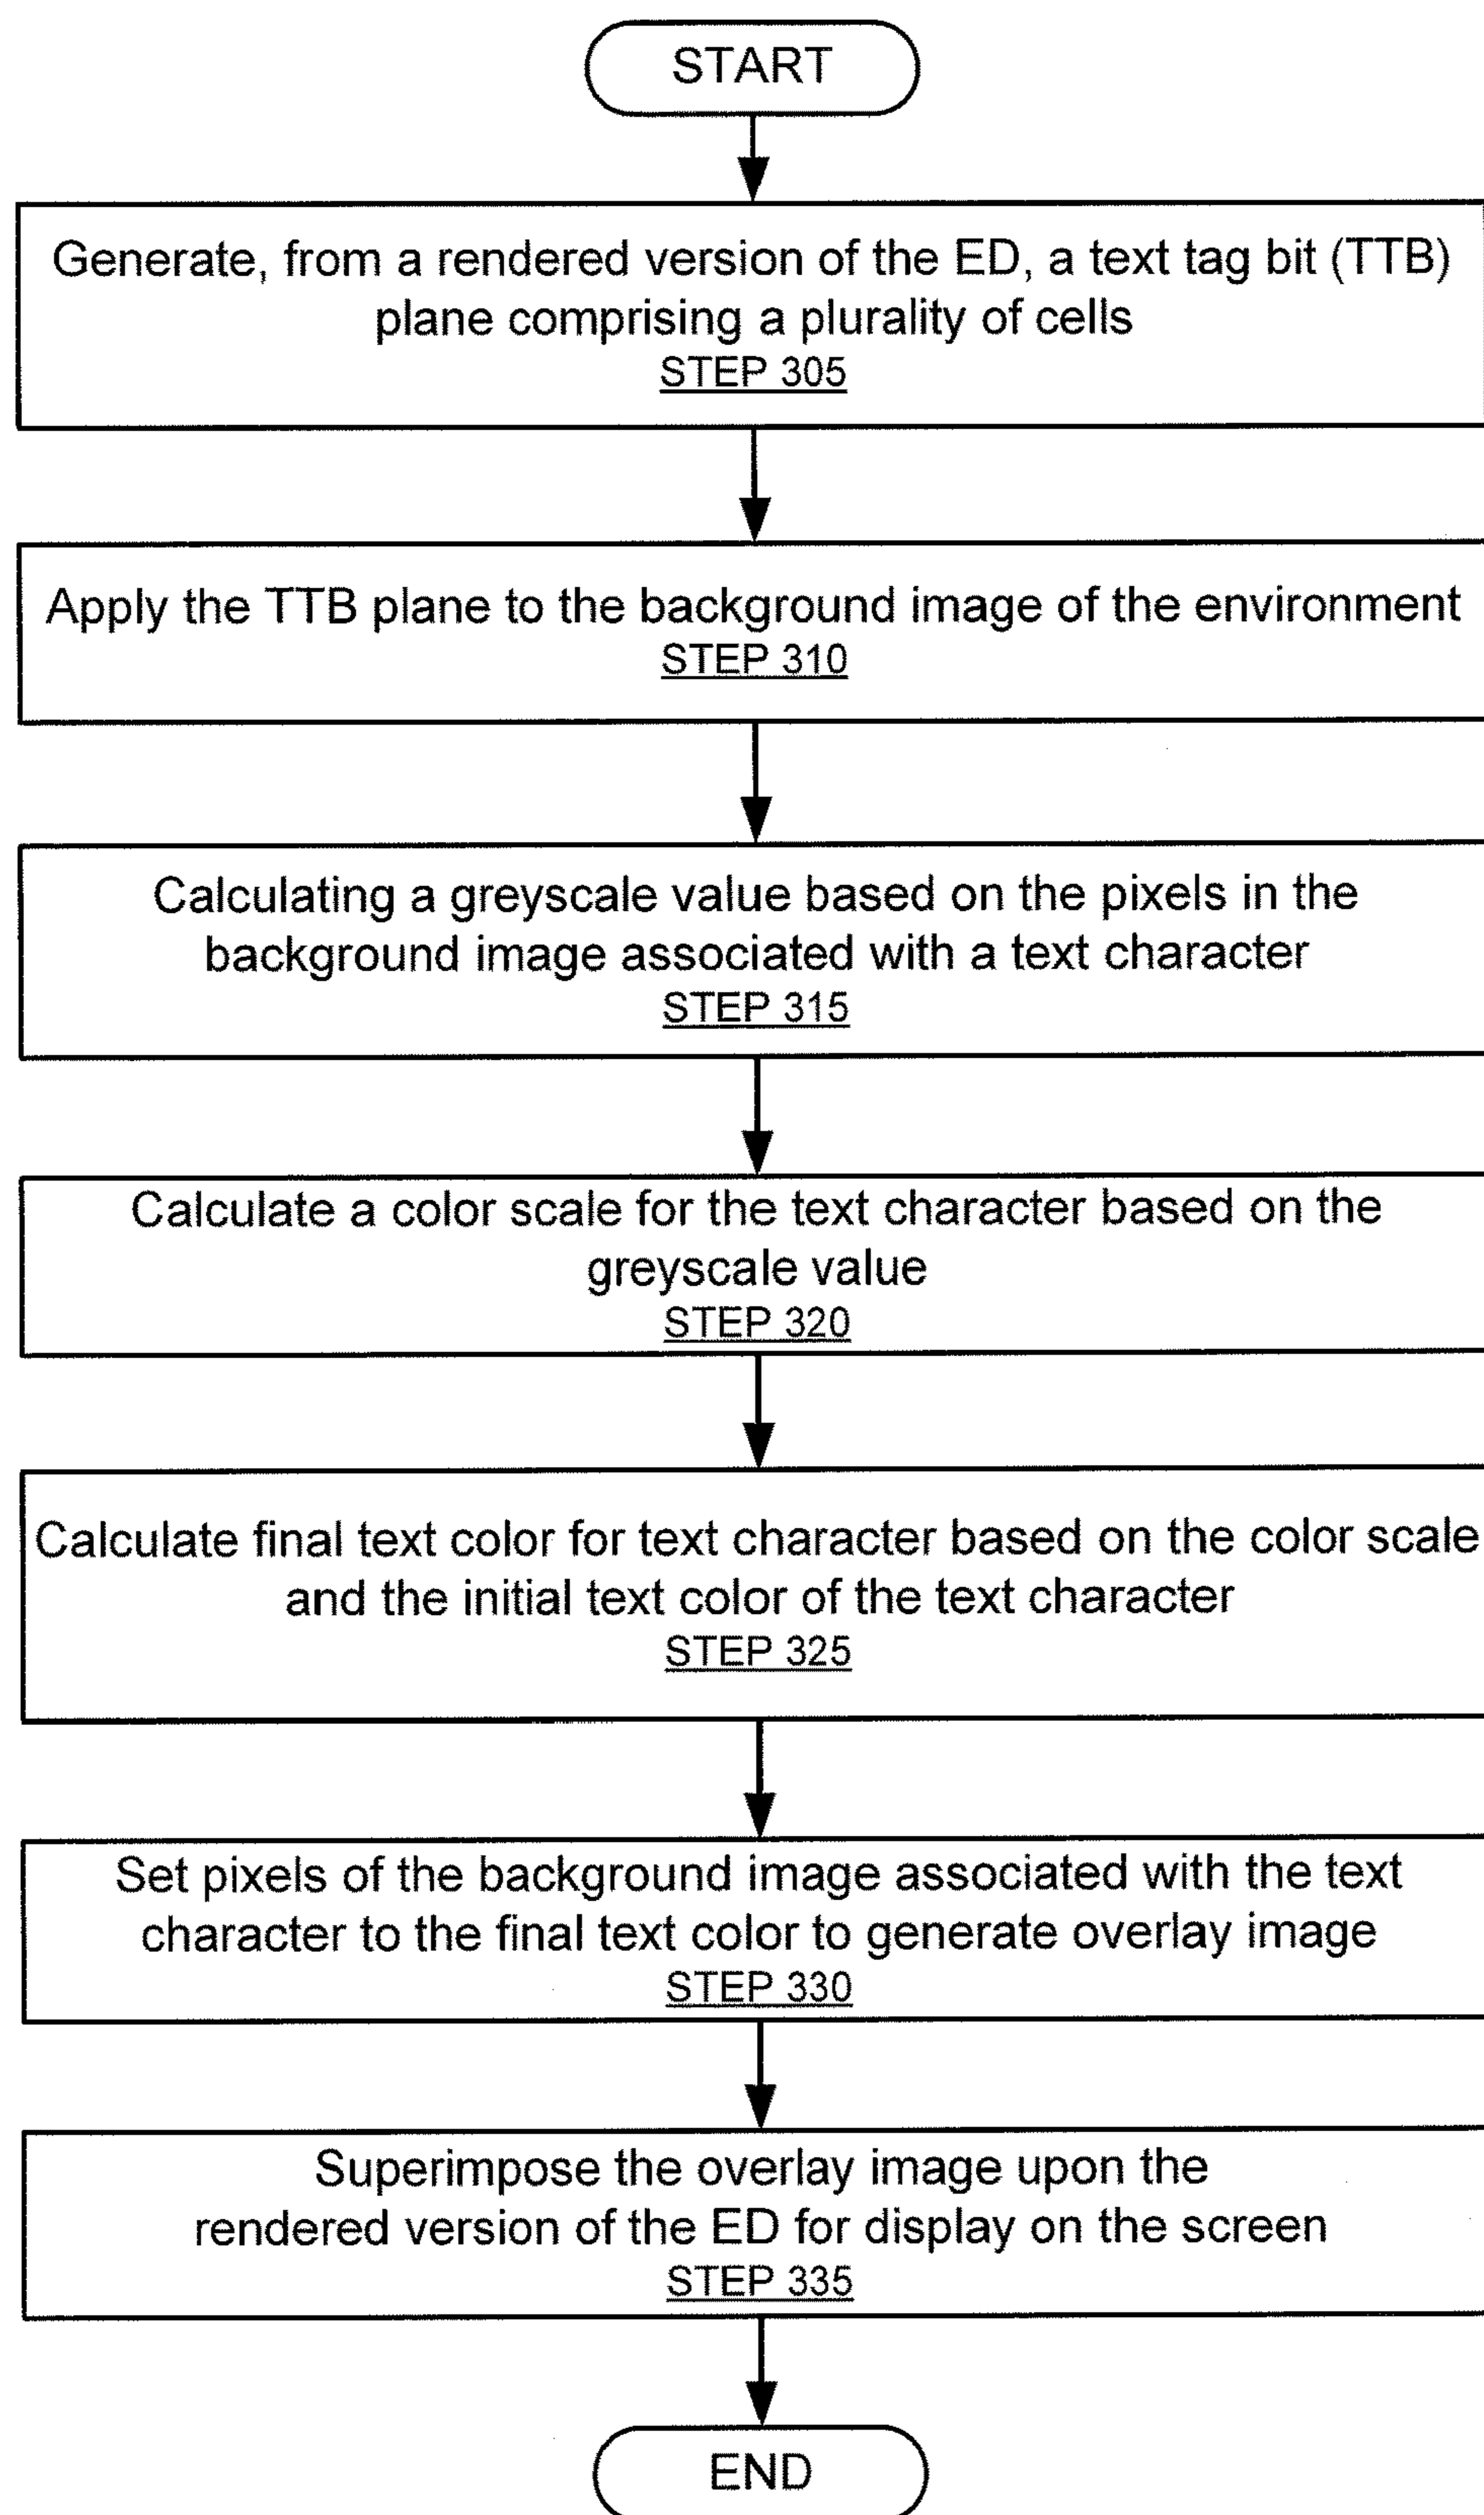 START
Generate, from a rendered version of the ED, a text tag bit (TTB)
plane comprising a plurality of cells
STEP 305
Apply the TTB plane to the background image of the environment
STEP 310
Calculating a greyscale value based on the pixels in the
background image associated with a text character
STEP 315
Calculate a color scale for the text character based on the
greyscale value
STEP 320
Calculate final text color for text character based on the color scale
and the initial text color of the text character
STEP 325
Set pixels of the background image associated with the text
character to the final text color to generate overlay image
STEP 330
Superimpose the overlay image upon the
rendered version of the ED for display on the screen
STEP 335
END